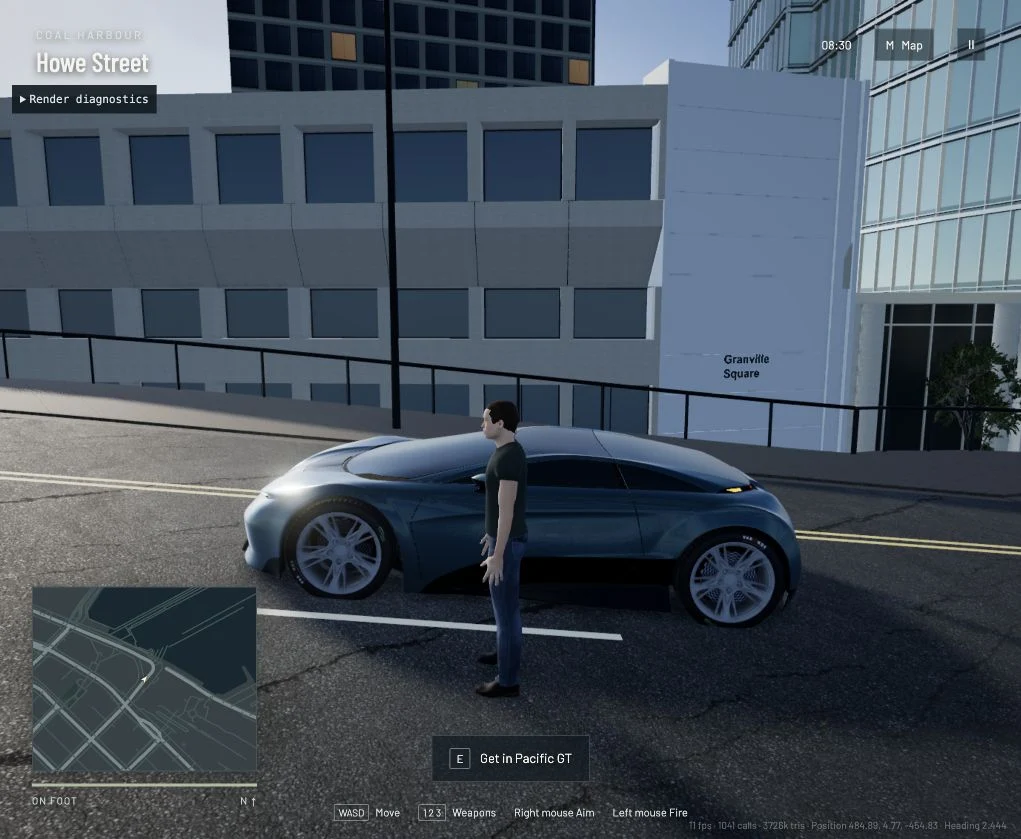 COAL HARBOUR
Howe Street
Render diagnostics
08:30
M Map
Granville
Square
E Get in Pacific GT
ON FOOT
N ↑
WASD Move 1 2 3 Weapons Right mouse Aim Left mouse Fire
11 fps · 1041 calls · 3726k tris · Position 484.89, 4.77, -454.83 · Heading 2.444